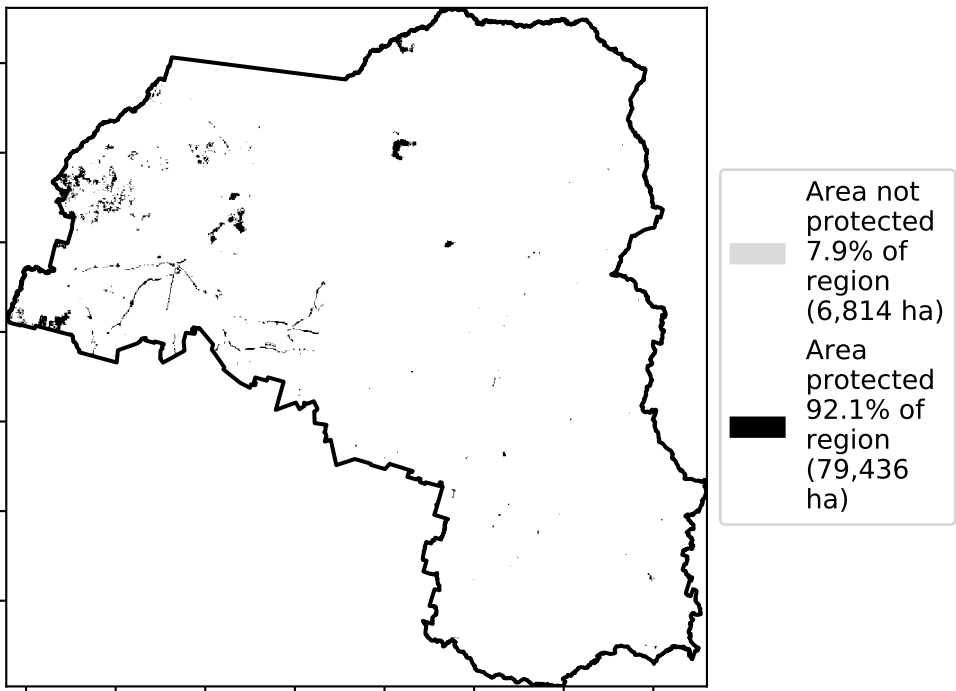 Area not
protected
7.9% of
region
(6,814 ha)
Area
protected
92.1% of
region
(79,436
ha)